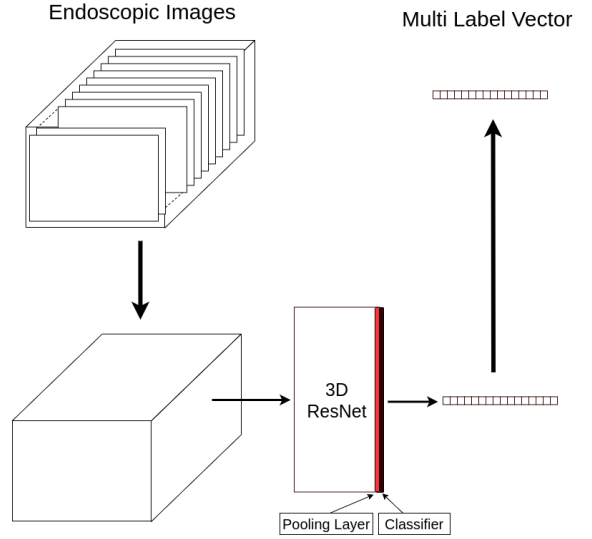 Endoscopic Images
Multi Label Vector
3D
ResNet
Pooling Layer
Classifier